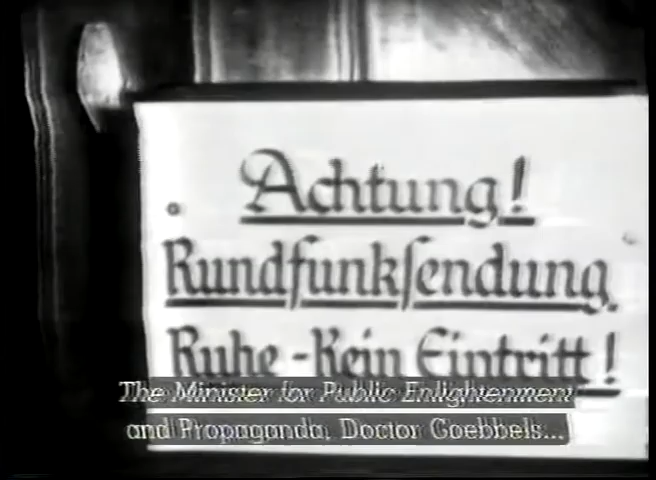 Achtung!
Rundfunkſendung.
Ruhe - Kein Eintritt!
The Minister for Public Enlightenment
and Propaganda, Doctor Goebbels...